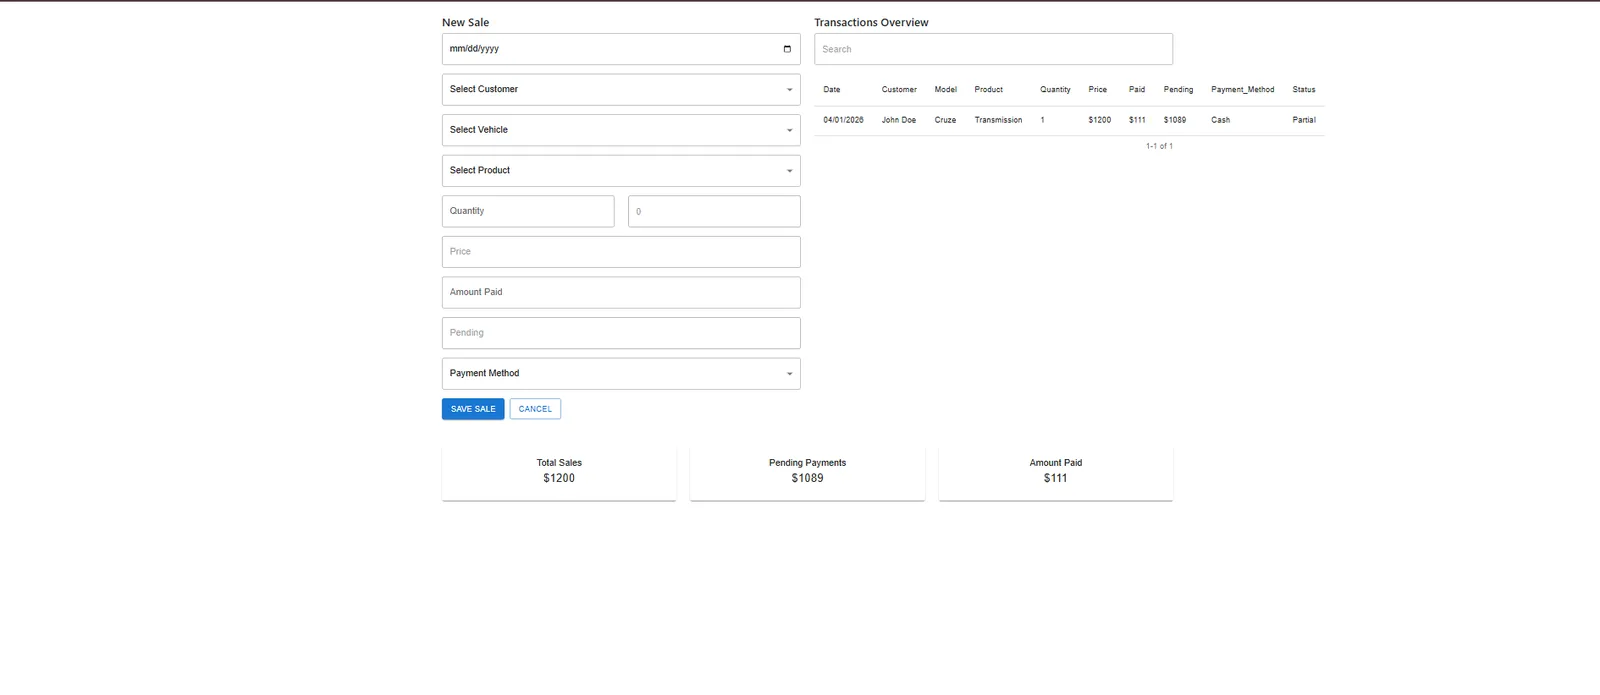 New Sale
mm/dd/yyyy
Select Customer
Select Vehicle
Select Product
Quantity 0
Price
Amount Paid
Pending
Payment Method
SAVE SALE CANCEL
Transactions Overview
Search
Date Customer Model Product Quantity Price Paid Pending Payment_Method Status
04/01/2026 John Doe Cruze Transmission 1 $1200 $111 $1089 Cash Partial
1-1 of 1
Total Sales
$1200
Pending Payments
$1089
Amount Paid
$111